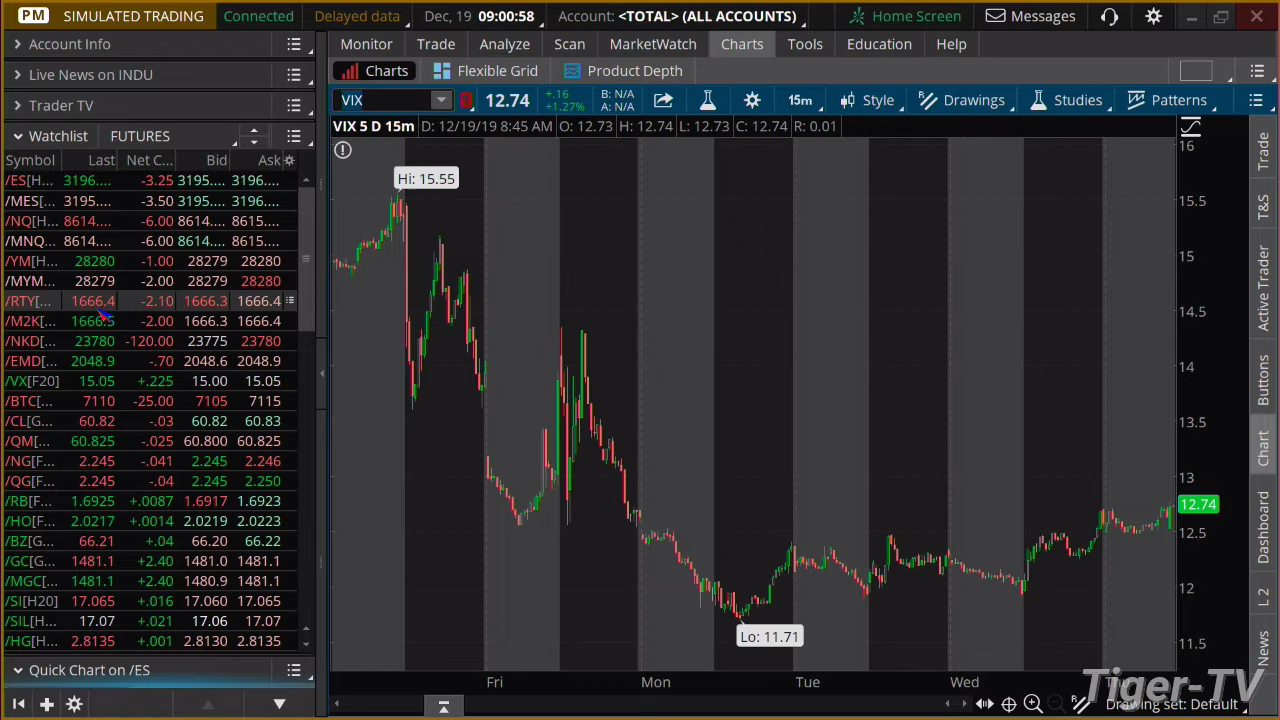 PM SIMULATED TRADING Connected Delayed data Dec, 19 09:00:58 Account: <TOTAL> (ALL ACCOUNTS) Home Screen Messages
Account Info
Live News on INDU
Trader TV
Watchlist FUTURES
Symbol Last Net C... Bid Ask
/ES[H... 3196.... -3.25 3195.... 3196....
/MES... 3195.... -3.50 3195.... 3196....
/NQ[H... 8614.... -6.00 8614.... 8615....
/MNQ... 8614.... -6.00 8614.... 8615....
/YM[H... 28280 -1.00 28279 28280
/MYM... 28279 -2.00 28279 28280
/RTY[... 1666.4 -2.10 1666.3 1666.4
/M2K[... 1666.5 -2.00 1666.3 1666.4
/NKD[... 23780 -120.00 23775 23780
/EMD[... 2048.9 -.70 2048.6 2048.9
/VX[F20] 15.05 +.225 15.00 15.05
/BTC[... 7110 -25.00 7105 7115
/CL[G... 60.82 -.03 60.82 60.83
/QM[... 60.825 -.025 60.800 60.825
/NG[F... 2.245 -.041 2.245 2.246
/QG[F... 2.245 -.04 2.245 2.250
/RB[F... 1.6925 +.0087 1.6917 1.6923
/HO[F... 2.0217 +.0014 2.0219 2.0223
/BZ[G... 66.21 +.04 66.20 66.22
/GC[G... 1481.1 +2.40 1481.0 1481.1
/MGC[... 1481.1 +2.40 1480.9 1481.1
/SI[H20] 17.065 +.016 17.060 17.065
/SIL[... 17.07 +.021 17.06 17.07
/HG[H... 2.8135 +.001 2.8130 2.8135
Quick Chart on /ES
Monitor Trade Analyze Scan MarketWatch Charts Tools Education Help
Charts Flexible Grid Product Depth
VIX 12.74 +.16 +1.27% B: N/A A: N/A 15m Style Drawings Studies Patterns
VIX 5 D 15m D: 12/19/19 8:45 AM O: 12.73 H: 12.74 L: 12.73 C: 12.74 R: 0.01
Hi: 15.55
Lo: 11.71
16
15.5
15
14.5
14
13.5
13
12.74
12.5
12
11.5
Fri Mon Tue Wed
Tiger-TV
Drawing set: Default
Trade
T&S
Active Trader
Buttons
Chart
Dashboard
L 2
News